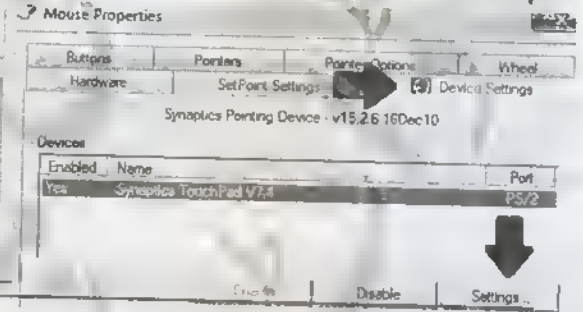 Mouse Properties
Buttons Pointers Pointer Options Wheel
Hardware SetPoint Settings Device Settings
Synaptics Pointing Device - v15.2.6 16Dec10
Devices
Enabled Name Port
Yes Synaptics TouchPad V7.4 PS/2
Enable Disable Settings...